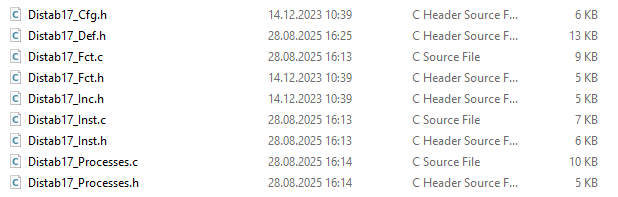 Distab17_Cfg.h 14.12.2023 10:39 C Header Source F... 6 KB
Distab17_Def.h 28.08.2025 16:25 C Header Source F... 13 KB
Distab17_Fct.c 28.08.2025 16:13 C Source File 9 KB
Distab17_Fct.h 14.12.2023 10:39 C Header Source F... 5 KB
Distab17_Inc.h 14.12.2023 10:39 C Header Source F... 5 KB
Distab17_Inst.c 28.08.2025 16:13 C Source File 7 KB
Distab17_Inst.h 28.08.2025 16:13 C Header Source F... 6 KB
Distab17_Processes.c 28.08.2025 16:14 C Source File 10 KB
Distab17_Processes.h 28.08.2025 16:14 C Header Source F... 5 KB